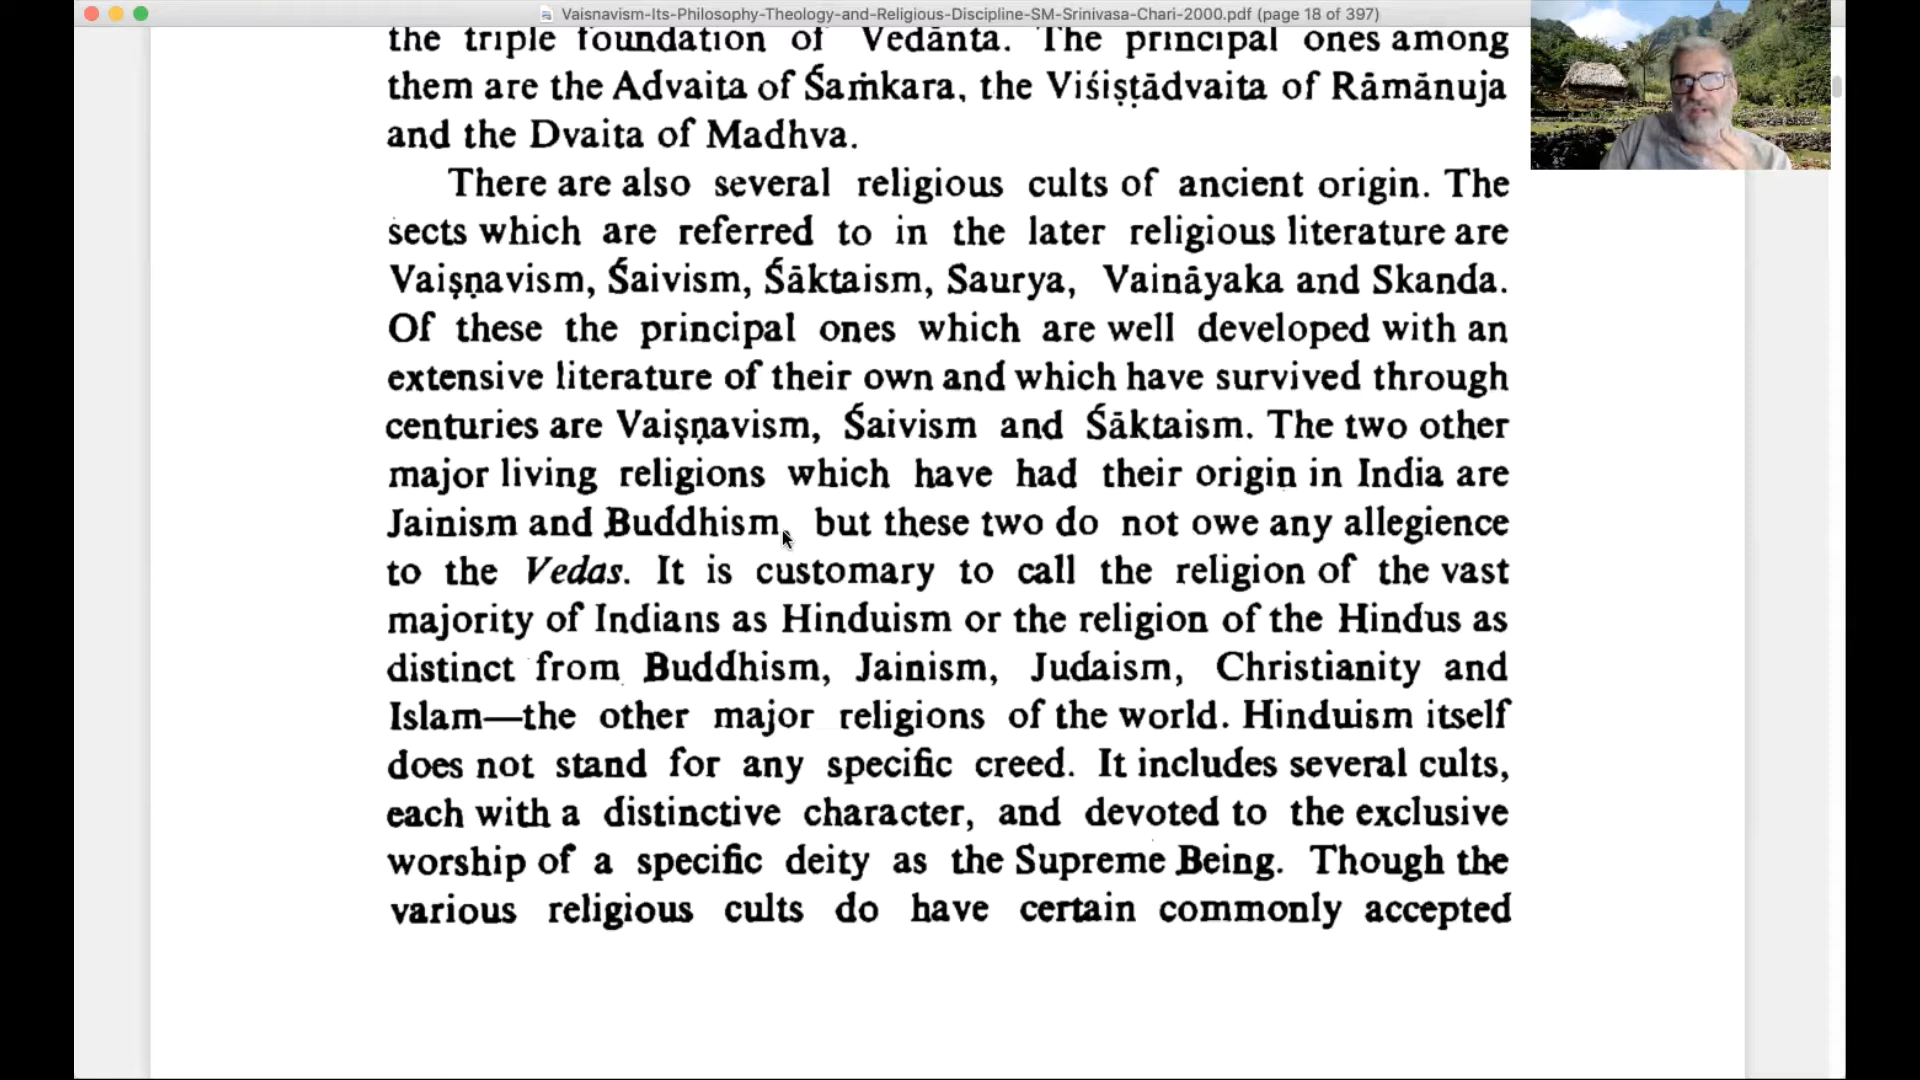 Vaisnavism-Its-Philosophy-Theology-and-Religious-Discipline-SM-Srinivasa-Chari-2000.pdf (page 18 of 397)
the triple foundation of Vedānta. The principal ones among
them are the Advaita of Śaṁkara, the Viśiṣṭādvaita of Rāmānuja
and the Dvaita of Madhva.
There are also several religious cults of ancient origin. The
sects which are referred to in the later religious literature are
Vaiṣṇavism, Śaivism, Śāktaism, Saurya, Vaināyaka and Skanda.
Of these the principal ones which are well developed with an
extensive literature of their own and which have survived through
centuries are Vaiṣṇavism, Śaivism and Śāktaism. The two other
major living religions which have had their origin in India are
Jainism and Buddhism, but these two do not owe any allegience
to the Vedas. It is customary to call the religion of the vast
majority of Indians as Hinduism or the religion of the Hindus as
distinct from Buddhism, Jainism, Judaism, Christianity and
Islam—the other major religions of the world. Hinduism itself
does not stand for any specific creed. It includes several cults,
each with a distinctive character, and devoted to the exclusive
worship of a specific deity as the Supreme Being. Though the
various religious cults do have certain commonly accepted